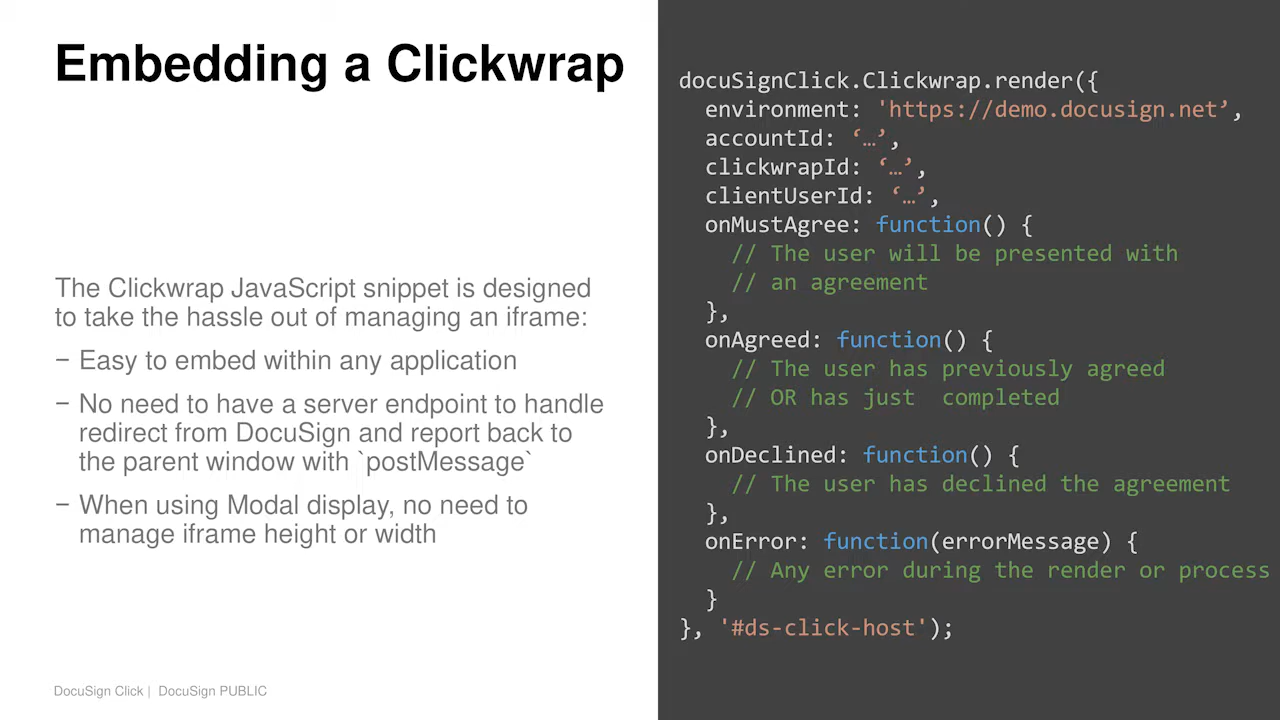 Embedding a Clickwrap
The Clickwrap JavaScript snippet is designed
to take the hassle out of managing an iframe:
− Easy to embed within any application
− No need to have a server endpoint to handle
redirect from DocuSign and report back to
the parent window with `postMessage`
− When using Modal display, no need to
manage iframe height or width
DocuSign Click | DocuSign PUBLIC
docuSignClick.Clickwrap.render({
  environment: 'https://demo.docusign.net’,
  accountId: ‘…’,
  clickwrapId: ‘…’,
  clientUserId: ‘…’,
  onMustAgree: function() {
    // The user will be presented with
    // an agreement
  },
  onAgreed: function() {
    // The user has previously agreed
    // OR has just  completed
  },
  onDeclined: function() {
    // The user has declined the agreement
  },
  onError: function(errorMessage) {
    // Any error during the render or process
  }
}, '#ds-click-host');